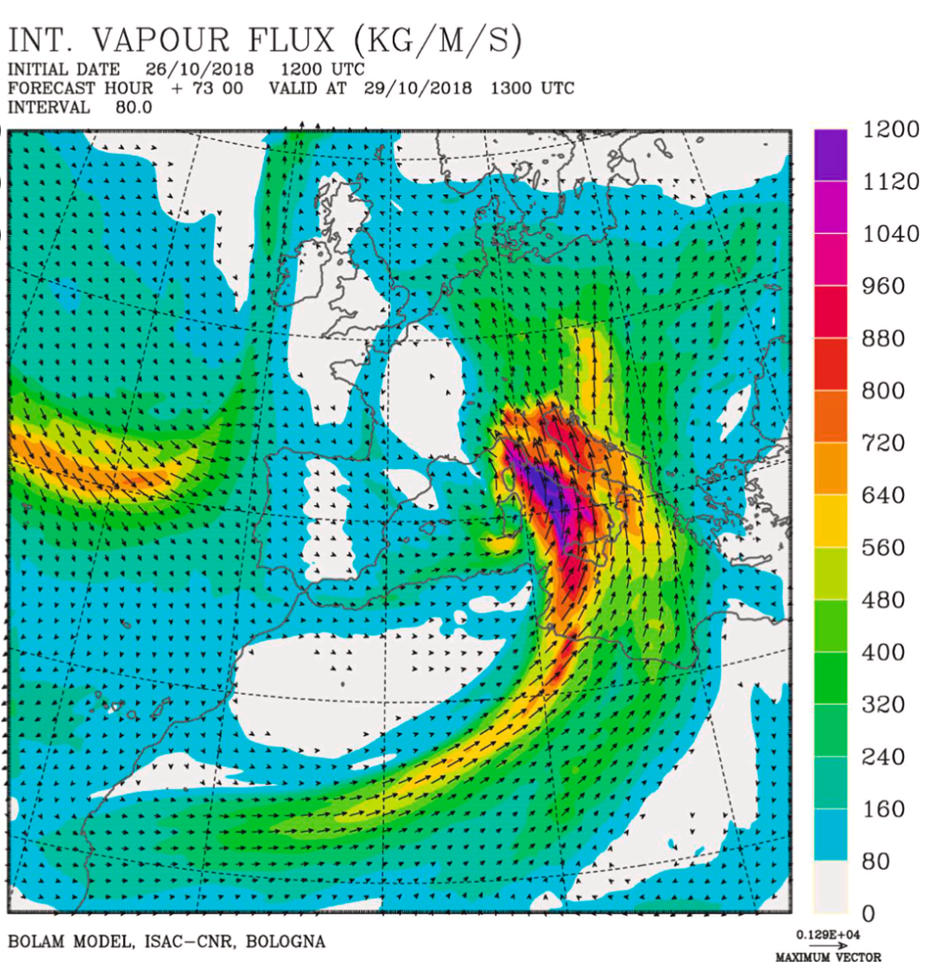 INT. VAPOUR FLUX (KG/M/S)
INITIAL DATE 26/10/2018 1200 UTC
FORECAST HOUR + 73 00 VALID AT 29/10/2018 1300 UTC
INTERVAL 80.0
1200
1120
1040
960
880
800
720
640
560
480
400
320
240
160
80
0
BOLAM MODEL, ISAC-CNR, BOLOGNA
0.129E+04
MAXIMUM VECTOR